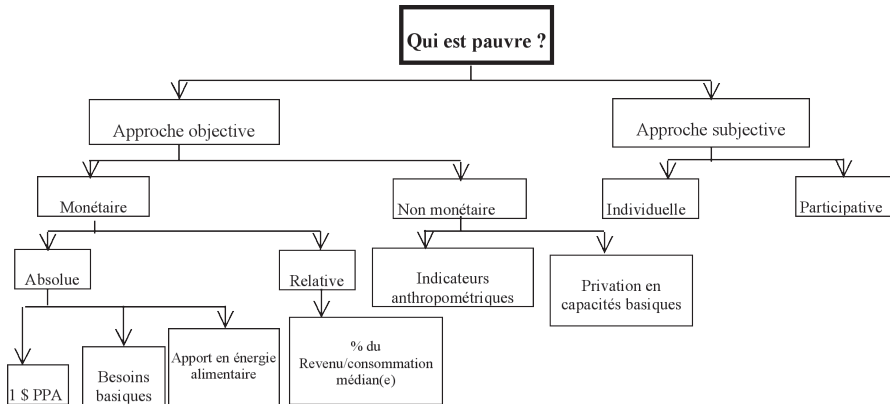 Qui est pauvre ?
Approche objective
Approche subjective
Monétaire
Non monétaire
Individuelle
Participative
Absolue
Relative
Indicateurs
anthropométriques
Privation en
capacités basiques
1 $ PPA
Besoins
basiques
Apport en énergie
alimentaire
% du
Revenu/consommation
médian(e)